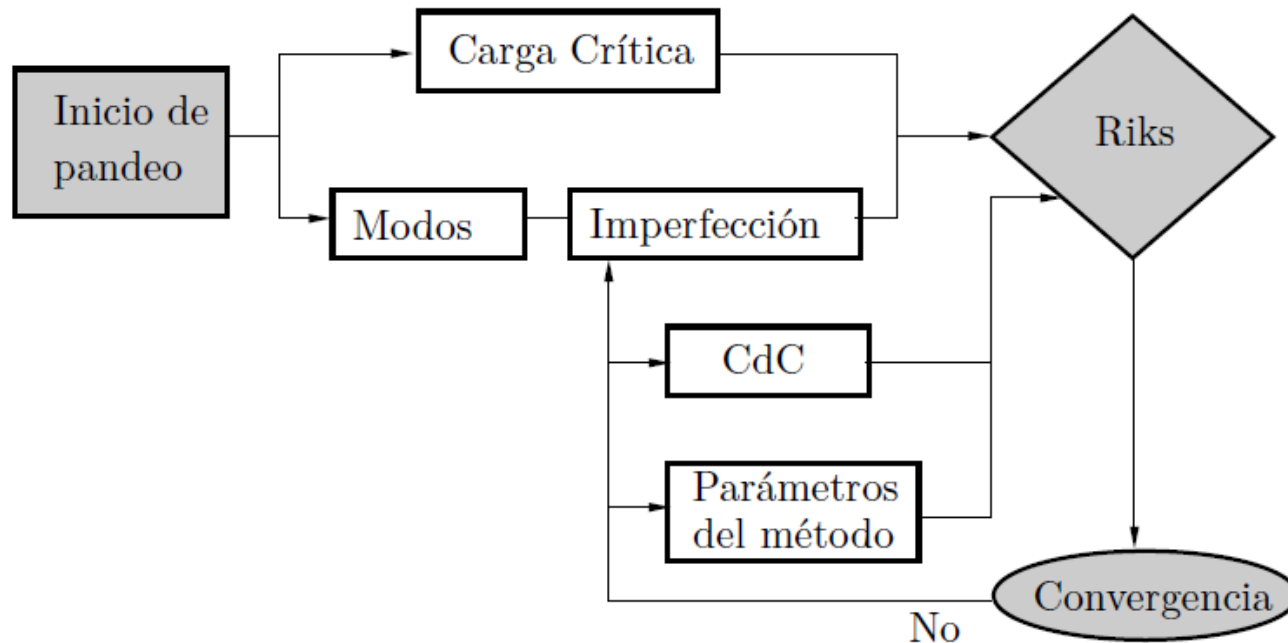 Carga Crítica
Inicio de
pandeo
Riks
Modos
Imperfección
CdC
Parámetros
del método
Convergencia
No